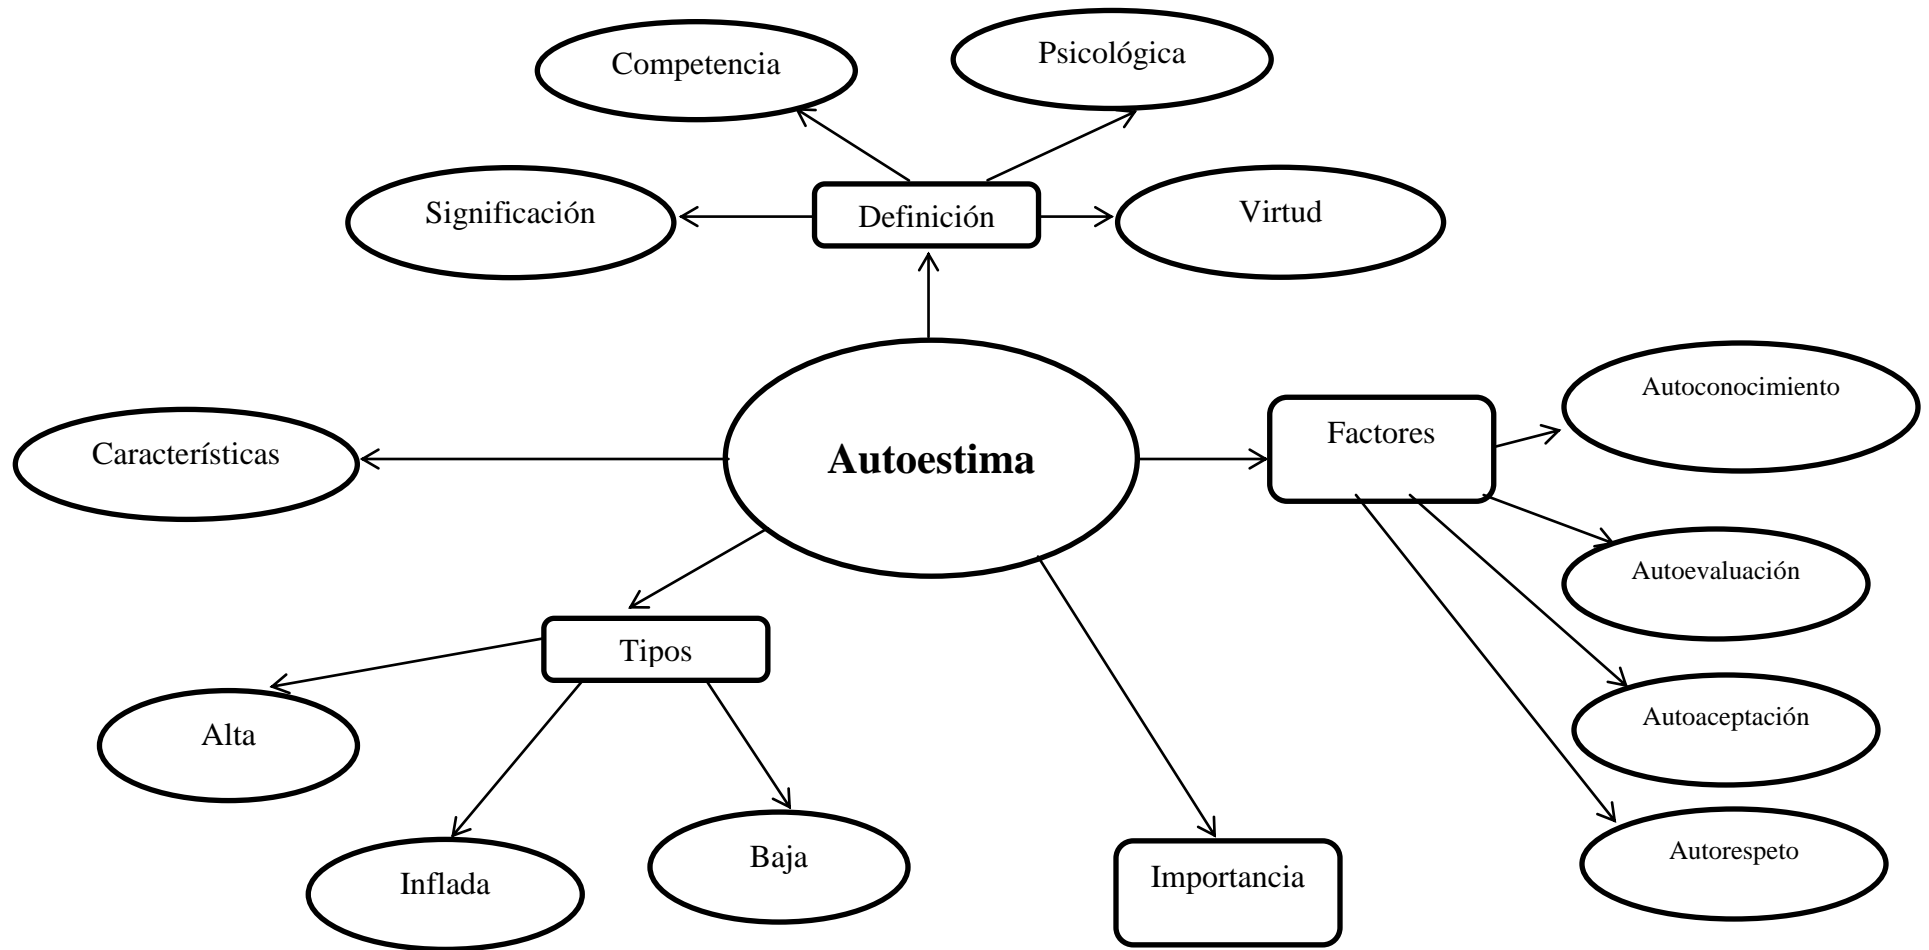 Competencia
Psicológica
Significación
Definición
Virtud
Autoconocimiento
Factores
Características
Autoestima
Autoevaluación
Tipos
Autoaceptación
Alta
Autorespeto
Baja
Inflada
Importancia